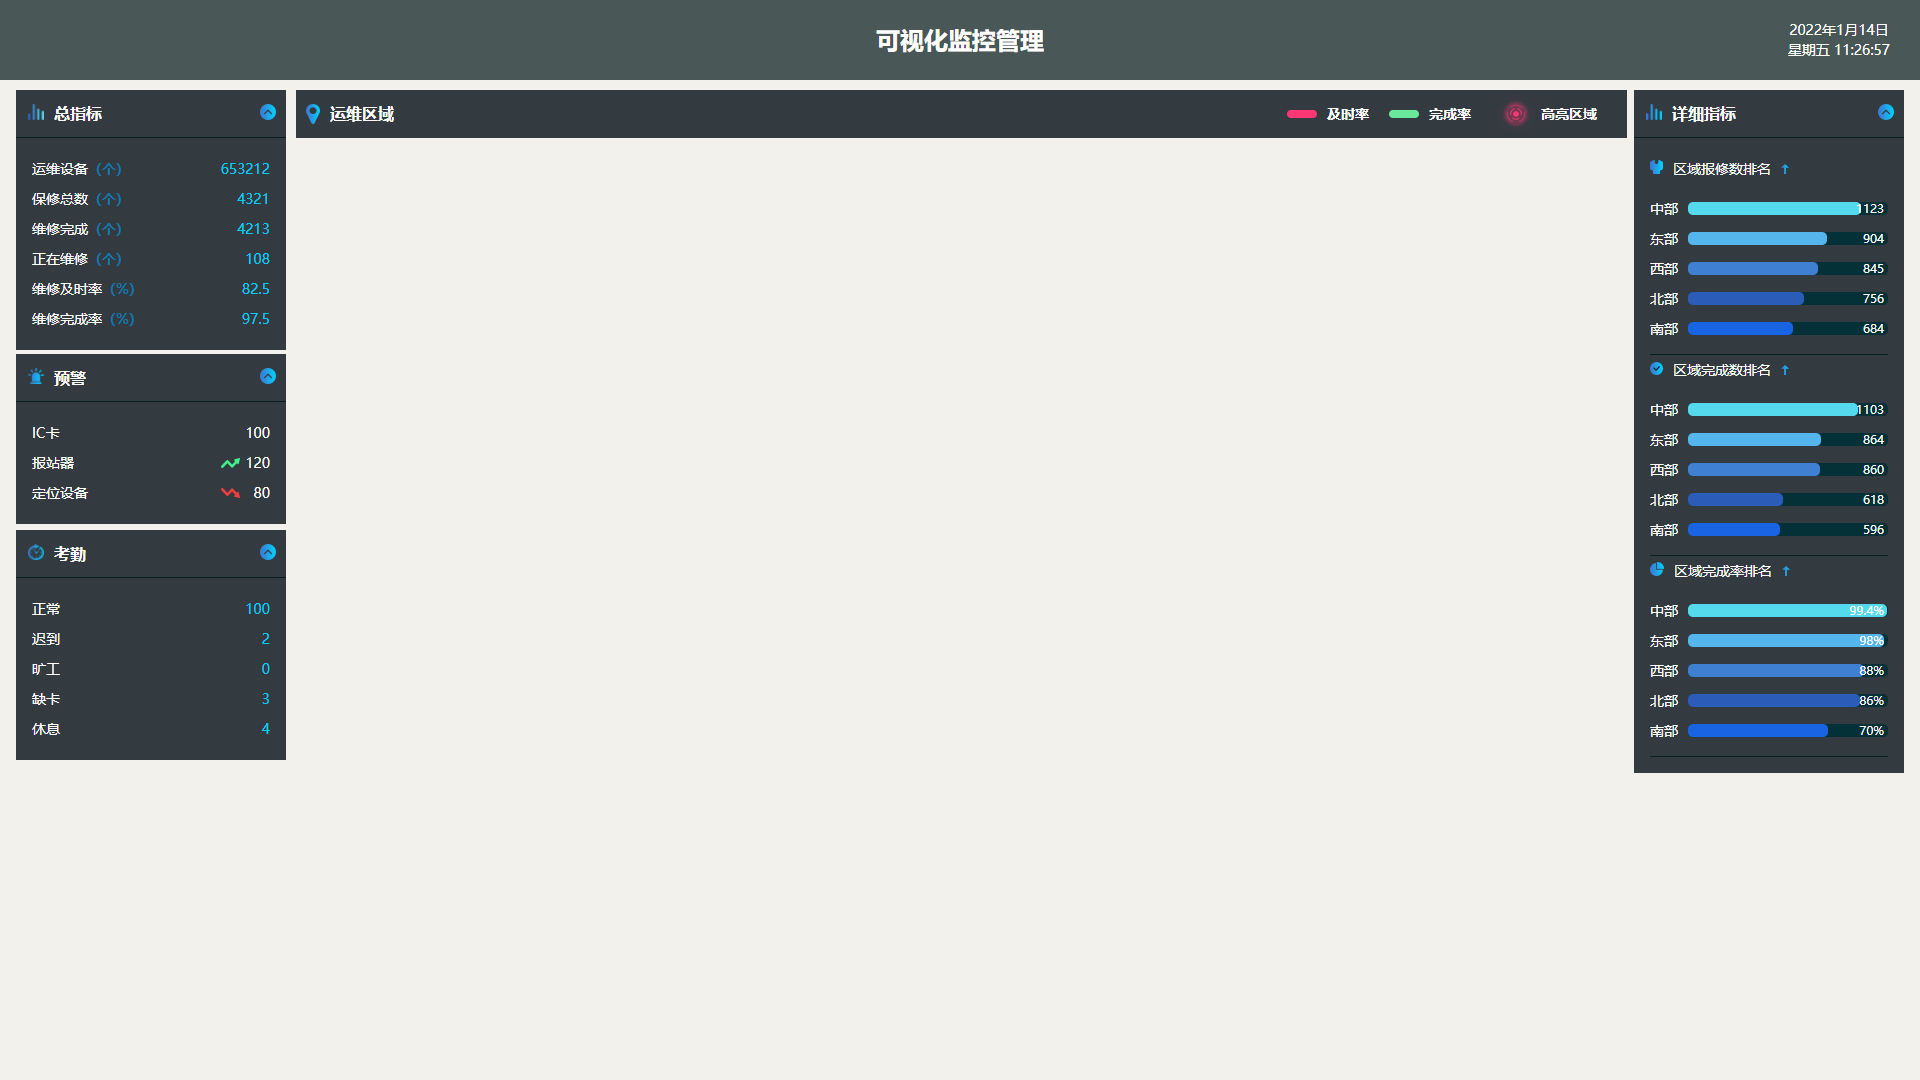 可视化监控管理
2022年1月14日
星期五 11:26:57
总指标
运维设备 (个) 653212
保修总数 (个) 4321
维修完成 (个) 4213
正在维修 (个) 108
维修及时率 (%) 82.5
维修完成率 (%) 97.5
预警
IC卡 100
报站器 120
定位设备 80
考勤
正常 100
迟到 2
旷工 0
缺卡 3
休息 4
运维区域 及时率 完成率 高亮区域
详细指标
区域报修数排名 ↑
中部 1123
东部 904
西部 845
北部 756
南部 684
区域完成数排名 ↑
中部 1103
东部 864
西部 860
北部 618
南部 596
区域完成率排名 ↑
中部 99.4%
东部 98%
西部 88%
北部 86%
南部 70%